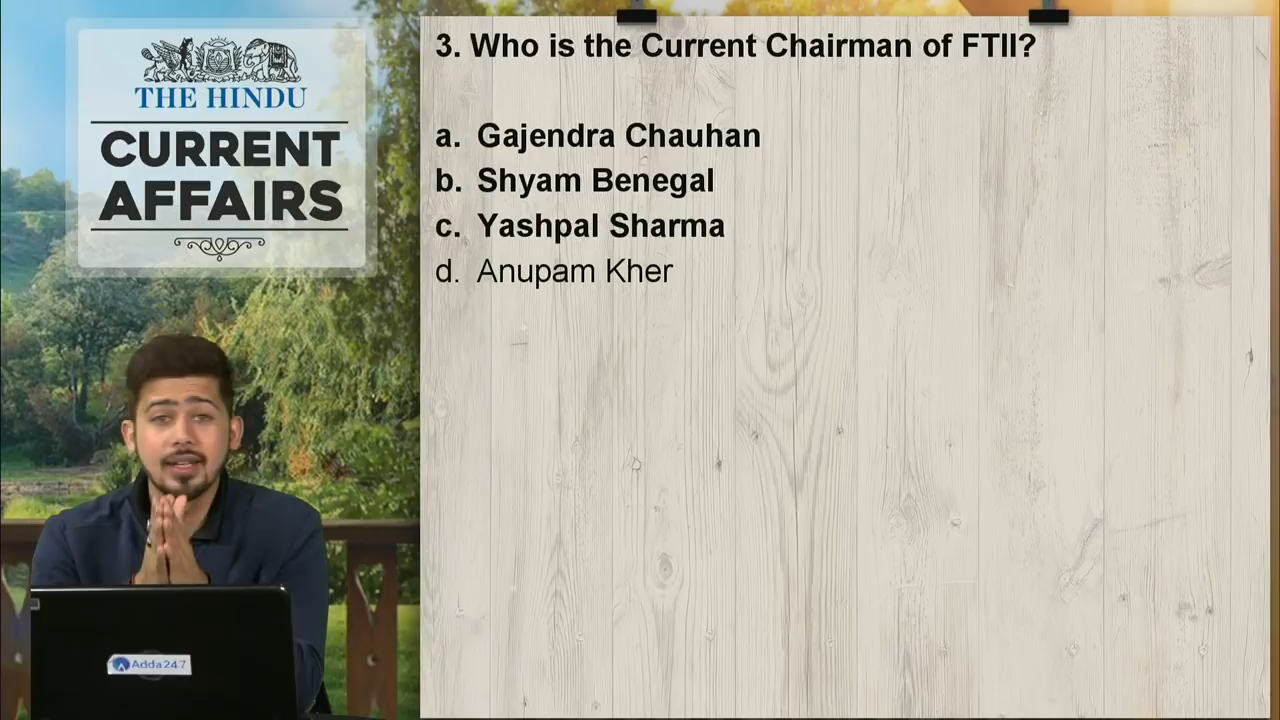 THE HINDU
CURRENT
AFFAIRS
3. Who is the Current Chairman of FTII?
a. Gajendra Chauhan
b. Shyam Benegal
c. Yashpal Sharma
d. Anupam Kher
Adda247